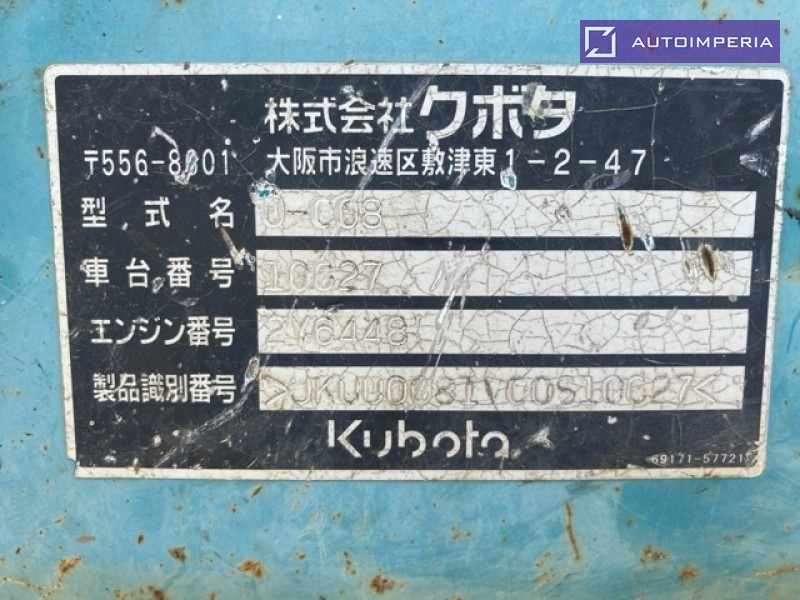 AUTOIMPERIA
株式会社クボタ
〒556-8601 大阪市浪速区敷津東1-2-47
型式名 U-008
車台番号 10627
エンジン番号 2Y6448
製品識別番号
Kubota
69171-57721